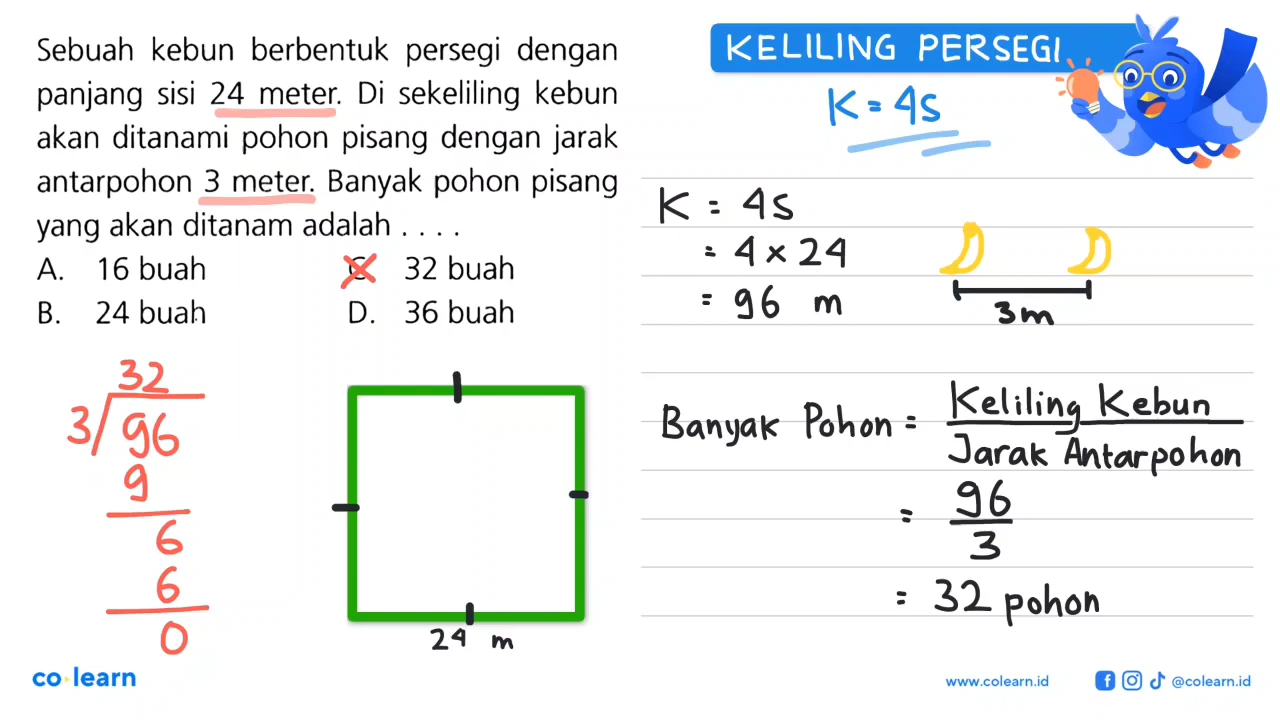 Sebuah kebun berbentuk persegi dengan
panjang sisi 24 meter. Di sekeliling kebun
akan ditanami pohon pisang dengan jarak
antarpohon 3 meter. Banyak pohon pisang
yang akan ditanam adalah . . . .
A. 16 buah
C. 32 buah
B. 24 buah
D. 36 buah
32
3 96
9
6
6
0
24 m
KELILING PERSEGI
K = 4s
K = 4s
= 4 × 24
= 96 m
3m
Banyak Pohon = Keliling Kebun
Jarak Antarpohon
= 96
3
= 32 pohon
co·learn
www.colearn.id
@colearn.id